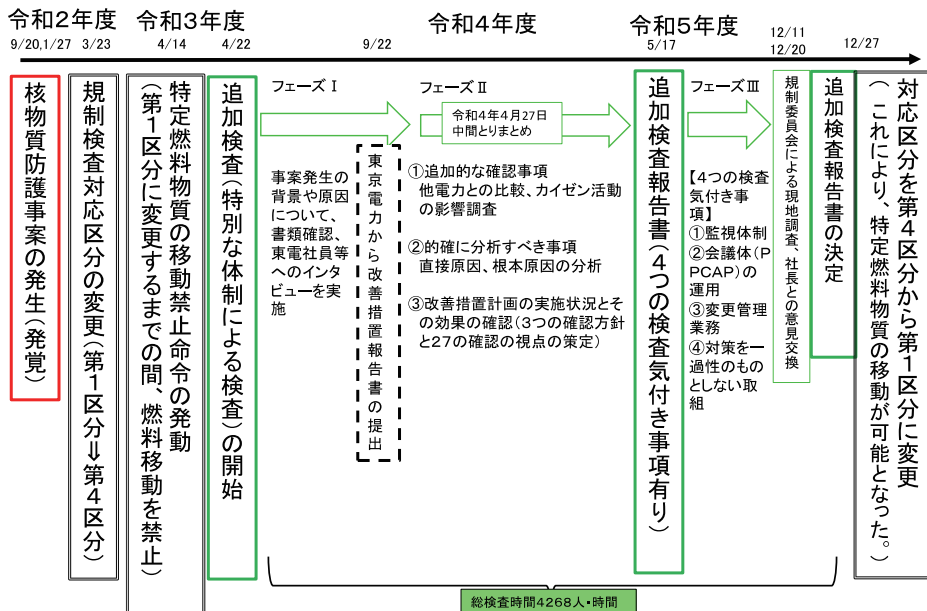 令和2年度
令和3年度
令和4年度
令和5年度
9/20,1/27
3/23
4/14
4/22
9/22
5/17
12/11
12/20
12/27
核物質防護事案の発生(発覚)
規制検査対応区分の変更(第1区分⇒第4区分)
特定燃料物質の移動禁止命令の発動
(第1区分に変更するまでの間、燃料移動を禁止)
追加検査(特別な体制による検査)の開始
フェーズⅠ
事案発生の
背景や原因
について、
書類確認、
東電社員等
へのインタ
ビューを実
施
東京電力から改善措置報告書の提出
フェーズⅡ
令和4年4月27日
中間とりまとめ
①追加的な確認事項
他電力との比較、カイゼン活動
の影響調査
②的確に分析すべき事項
直接原因、根本原因の分析
③改善措置計画の実施状況とそ
の効果の確認(3つの確認方針
と27の確認の視点の策定)
追加検査報告書(4つの検査気付き事項有り)
フェーズⅢ
【4つの検査
気付き事
項】
①監視体制
②会議体(P
PCAP)の
運用
③変更管理
業務
④対策を一
過性のもの
としない取
組
規制委員会による現地調査、社長との意見交換
追加検査報告書の決定
対応区分を第4区分から第1区分に変更
(これにより、特定燃料物質の移動が可能となった。)
総検査時間4268人・時間